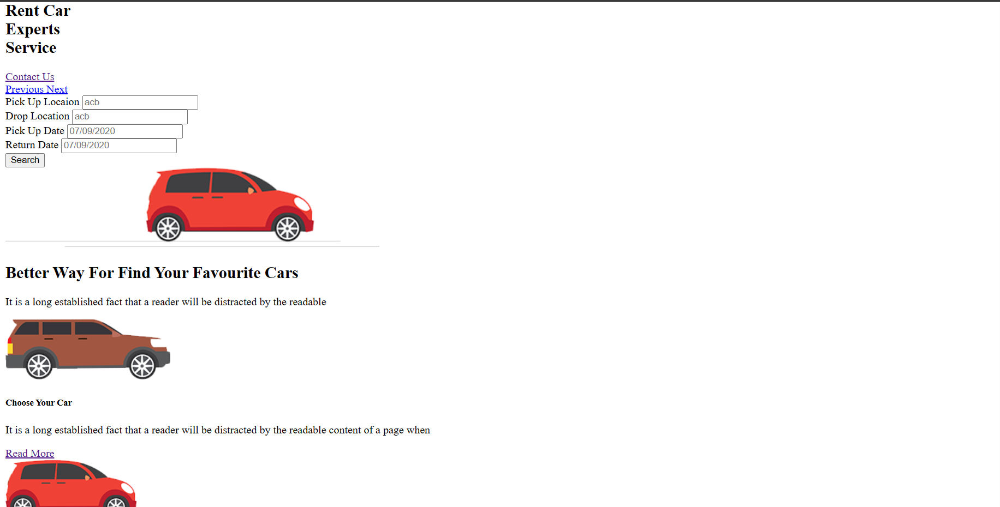 Rent Car
Experts
Service
Contact Us
Previous Next
Pick Up Locaion acb
Drop Location acb
Pick Up Date 07/09/2020
Return Date 07/09/2020
Search
Better Way For Find Your Favourite Cars
It is a long established fact that a reader will be distracted by the readable
Choose Your Car
It is a long established fact that a reader will be distracted by the readable content of a page when
Read More